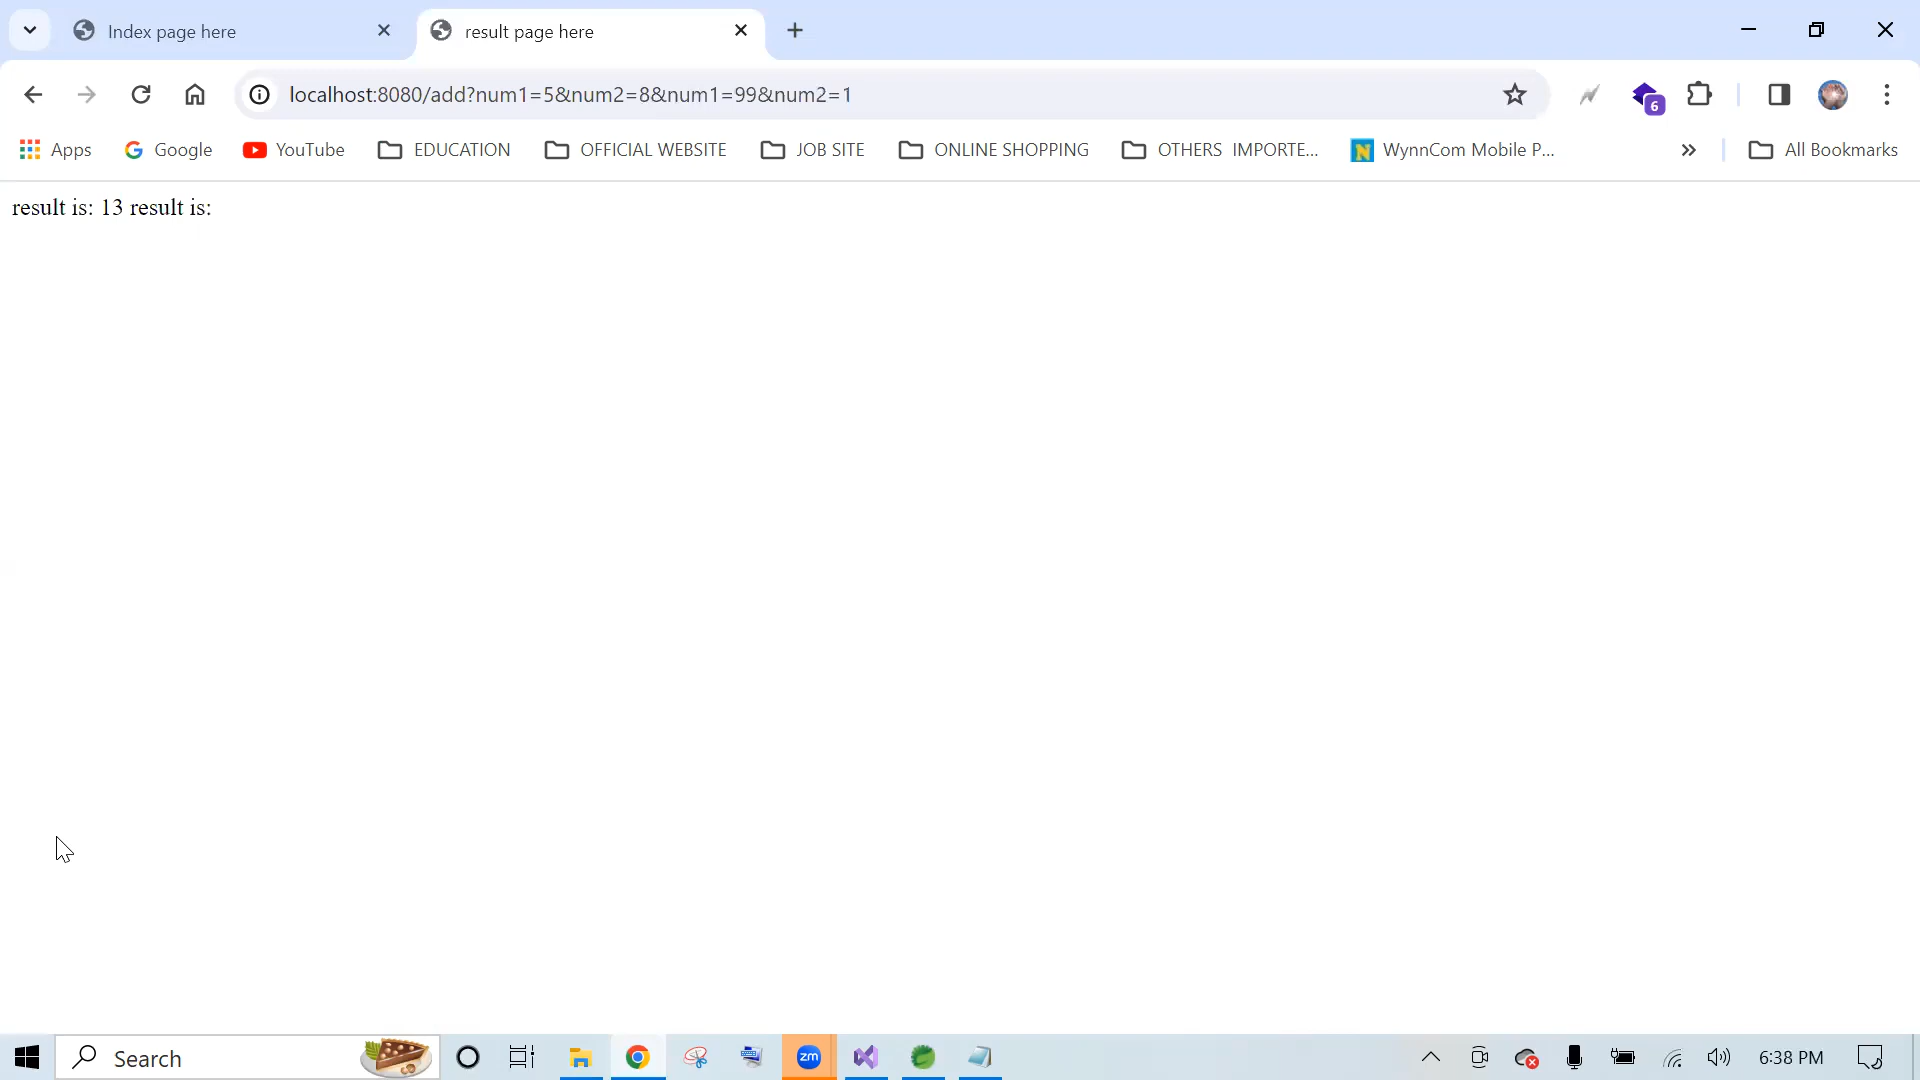 Index page here
result page here
localhost:8080/add?num1=5&num2=8&num1=99&num2=1
6
Apps
Google
YouTube
EDUCATION
OFFICIAL WEBSITE
JOB SITE
ONLINE SHOPPING
OTHERS IMPORTE...
N
WynnCom Mobile P...
All Bookmarks
result is: 13 result is:
Search
zm
6:38 PM